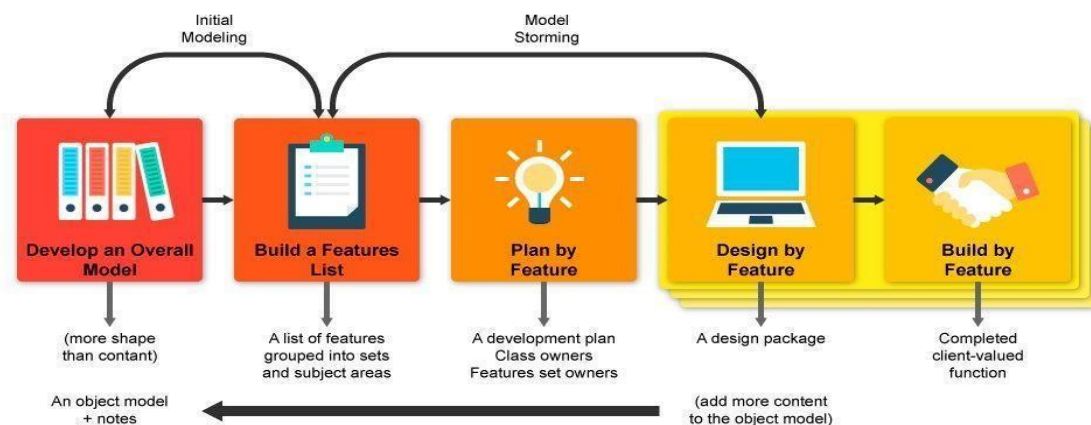 Initial
Modeling
Model
Storming
Develop an Overall
Model
Build a Features
List
Plan by
Feature
Design by
Feature
Build by
Feature
(more shape
than contant)
A list of features
grouped into sets
and subject areas
A development plan
Class owners
Features set owners
A design package
Completed
client-valued
function
An object model
+ notes
(add more content
to the object model)